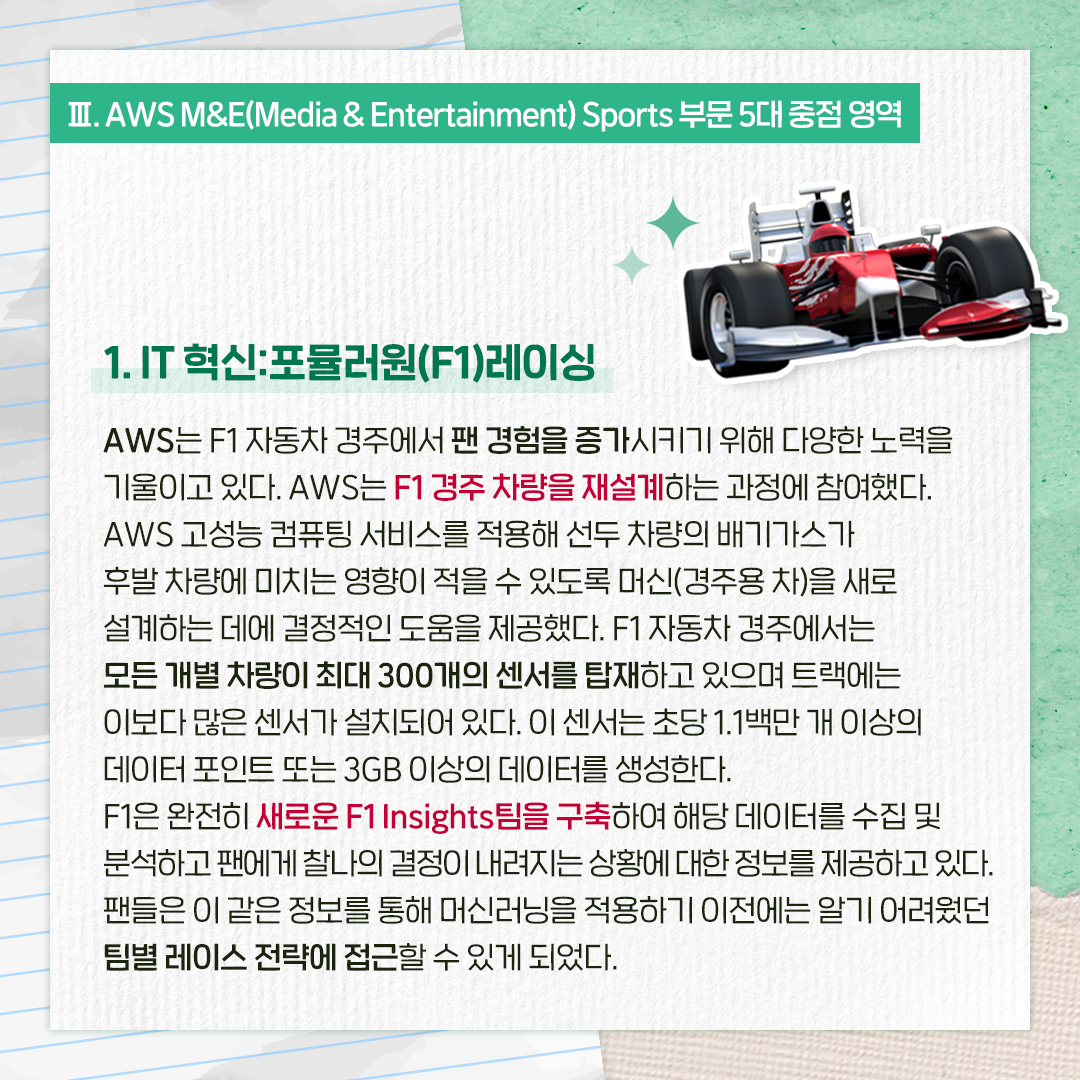 Ⅲ. AWS M&E(Media & Entertainment) Sports 부문 5대 중점 영역
1. IT 혁신:포뮬러원(F1)레이싱
AWS는 F1 자동차 경주에서 팬 경험을 증가시키기 위해 다양한 노력을
기울이고 있다. AWS는 F1 경주 차량을 재설계하는 과정에 참여했다.
AWS 고성능 컴퓨팅 서비스를 적용해 선두 차량의 배기가스가
후발 차량에 미치는 영향이 적을 수 있도록 머신(경주용 차)을 새로
설계하는 데에 결정적인 도움을 제공했다. F1 자동차 경주에서는
모든 개별 차량이 최대 300개의 센서를 탑재하고 있으며 트랙에는
이보다 많은 센서가 설치되어 있다. 이 센서는 초당 1.1백만 개 이상의
데이터 포인트 또는 3GB 이상의 데이터를 생성한다.
F1은 완전히 새로운 F1 Insights팀을 구축하여 해당 데이터를 수집 및
분석하고 팬에게 찰나의 결정이 내려지는 상황에 대한 정보를 제공하고 있다.
팬들은 이 같은 정보를 통해 머신러닝을 적용하기 이전에는 알기 어려웠던
팀별 레이스 전략에 접근할 수 있게 되었다.